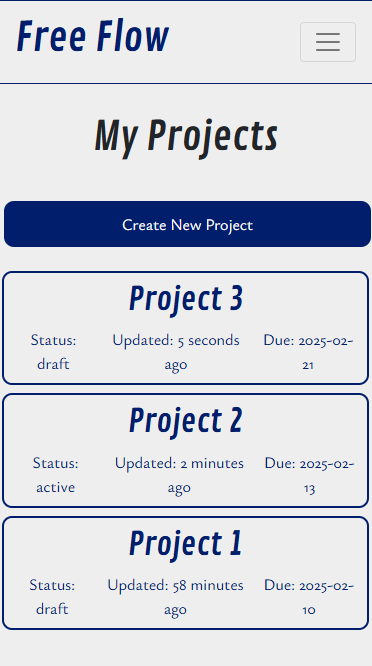 Free Flow
My Projects
Create New Project
Project 3
Status: Updated: 5 seconds Due: 2025-02-
draft ago 21
Project 2
Status: Updated: 2 minutes Due: 2025-02-
active ago 13
Project 1
Status: Updated: 58 minutes Due: 2025-02-
draft ago 10